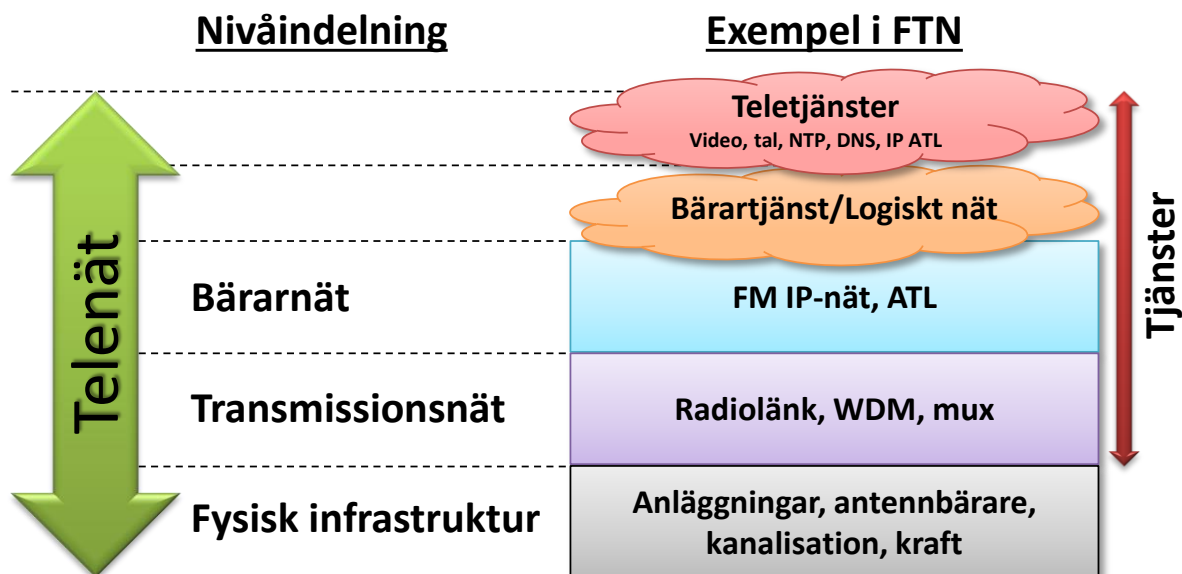 Nivåindelning
Exempel i FTN
Teletjänster
Video, tal, NTP, DNS, IP ATL
Bärartjänst/Logiskt nät
Telenät
Bärarnät
FM IP-nät, ATL
Tjänster
Transmissionsnät
Radiolänk, WDM, mux
Fysisk infrastruktur
Anläggningar, antennbärare,
kanalisation, kraft